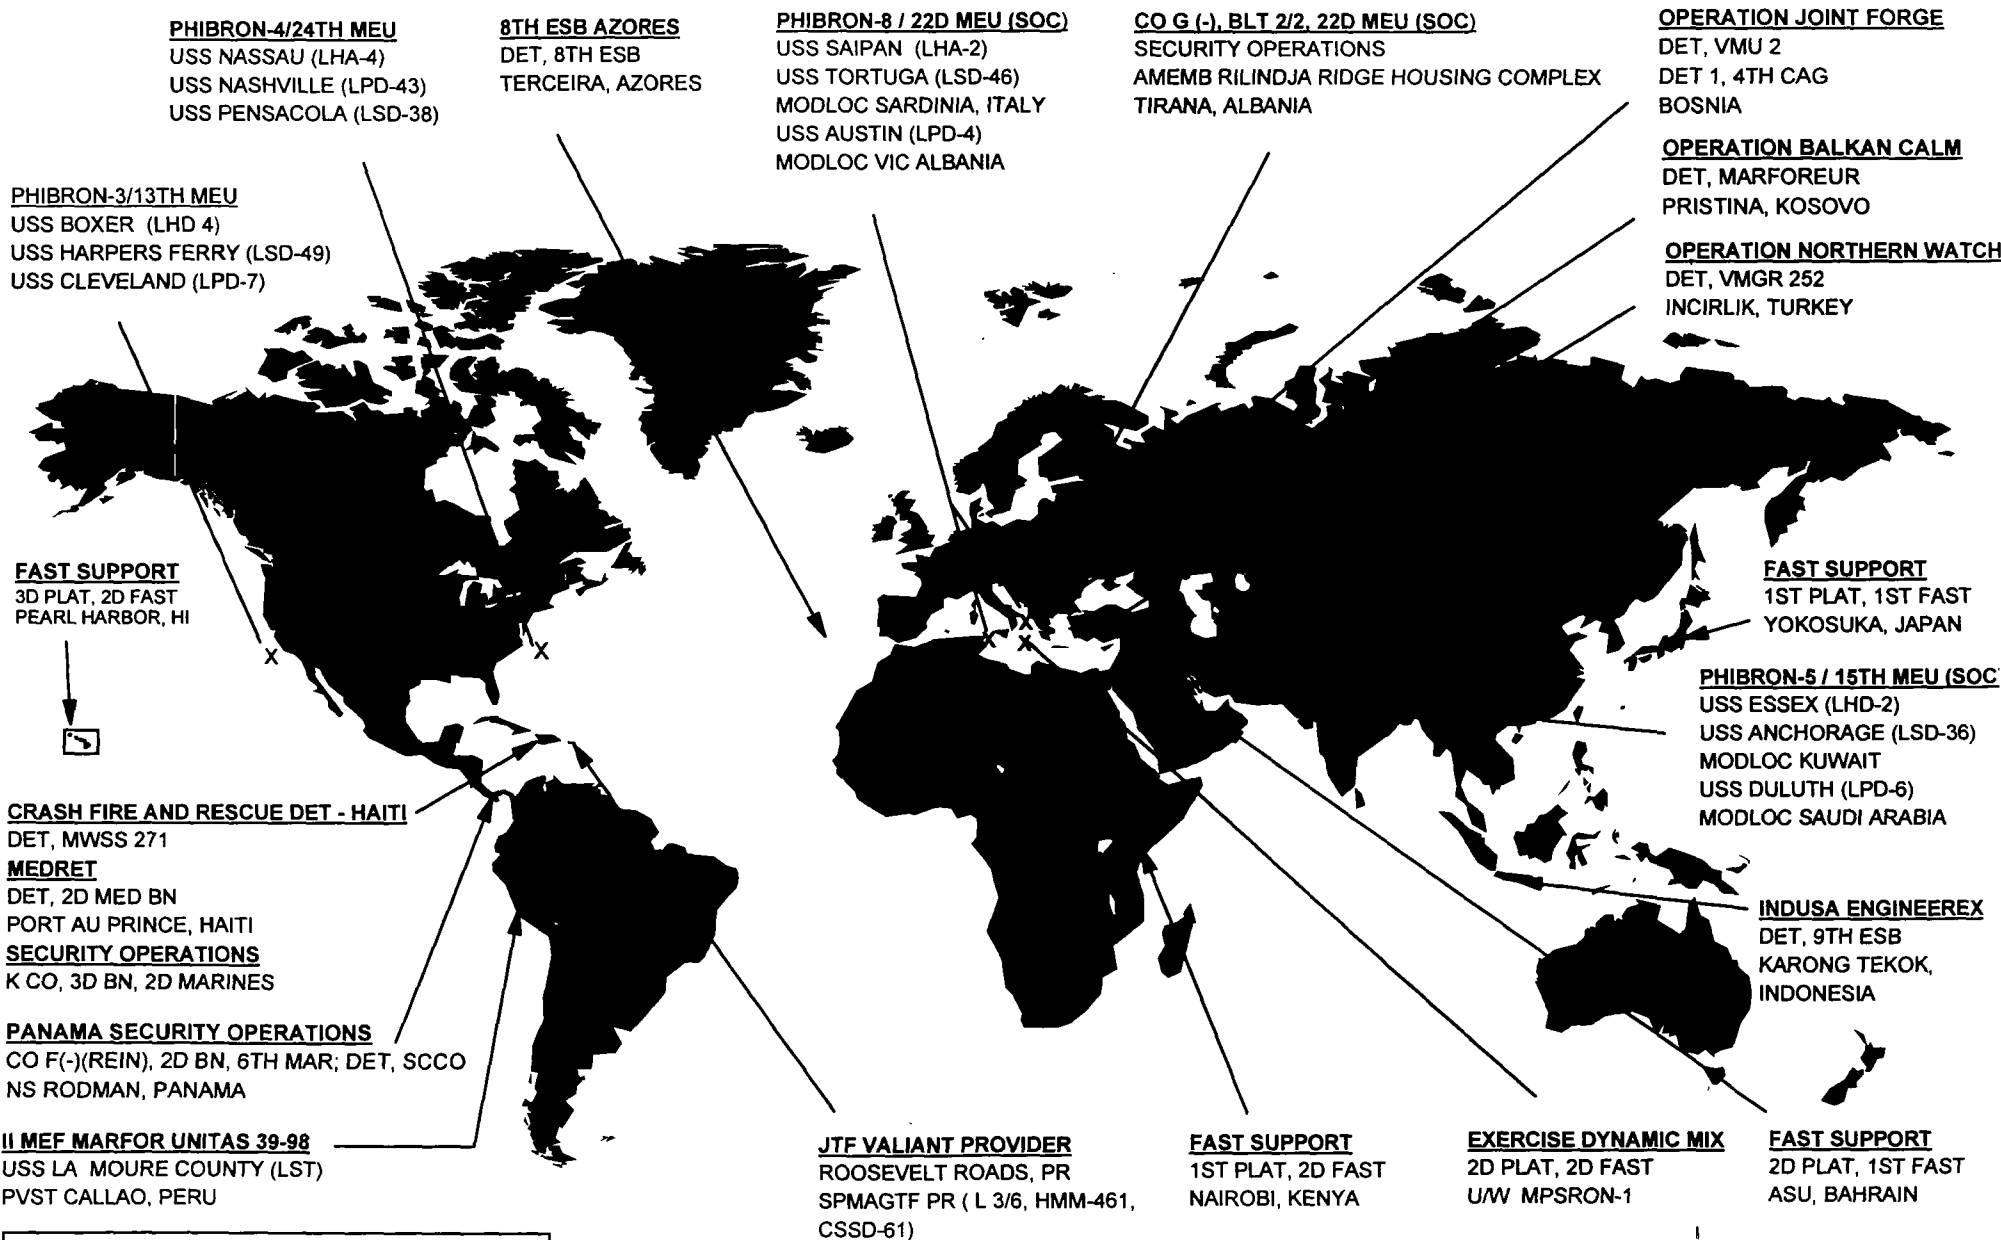 PHIBRON-4/24TH MEU
USS NASSAU (LHA-4)
USS NASHVILLE (LPD-43)
USS PENSACOLA (LSD-38)
8TH ESB AZORES
DET, 8TH ESB
TERCEIRA, AZORES
PHIBRON-8 / 22D MEU (SOC)
USS SAIPAN (LHA-2)
USS TORTUGA (LSD-46)
MODLOC SARDINIA, ITALY
USS AUSTIN (LPD-4)
MODLOC VIC ALBANIA
CO G (-), BLT 2/2, 22D MEU (SOC)
SECURITY OPERATIONS
AMEMB RILINDJA RIDGE HOUSING COMPLEX
TIRANA, ALBANIA
OPERATION JOINT FORGE
DET, VMU 2
DET 1, 4TH CAG
BOSNIA
OPERATION BALKAN CALM
DET, MARFOREUR
PRISTINA, KOSOVO
OPERATION NORTHERN WATCH
DET, VMGR 252
INCIRLIK, TURKEY
PHIBRON-3/13TH MEU
USS BOXER (LHD 4)
USS HARPERS FERRY (LSD-49)
USS CLEVELAND (LPD-7)
FAST SUPPORT
3D PLAT, 2D FAST
PEARL HARBOR, HI
X
X
X
X
X
FAST SUPPORT
1ST PLAT, 1ST FAST
YOKOSUKA, JAPAN
PHIBRON-5 / 15TH MEU (SOC
USS ESSEX (LHD-2)
USS ANCHORAGE (LSD-36)
MODLOC KUWAIT
USS DULUTH (LPD-6)
MODLOC SAUDI ARABIA
CRASH FIRE AND RESCUE DET - HAITI
DET, MWSS 271
MEDRET
DET, 2D MED BN
PORT AU PRINCE, HAITI
SECURITY OPERATIONS
K CO, 3D BN, 2D MARINES
INDUSA ENGINEEREX
DET, 9TH ESB
KARONG TEKOK,
INDONESIA
PANAMA SECURITY OPERATIONS
CO F(-)(REIN), 2D BN, 6TH MAR; DET, SCCO
NS RODMAN, PANAMA
II MEF MARFOR UNITAS 39-98
USS LA MOURE COUNTY (LST)
PVST CALLAO, PERU
JTF VALIANT PROVIDER
ROOSEVELT ROADS, PR
SPMAGTF PR ( L 3/6, HMM-461,
CSSD-61)
FAST SUPPORT
1ST PLAT, 2D FAST
NAIROBI, KENYA
EXERCISE DYNAMIC MIX
2D PLAT, 2D FAST
U/W MPSRON-1
FAST SUPPORT
2D PLAT, 1ST FAST
ASU, BAHRAIN